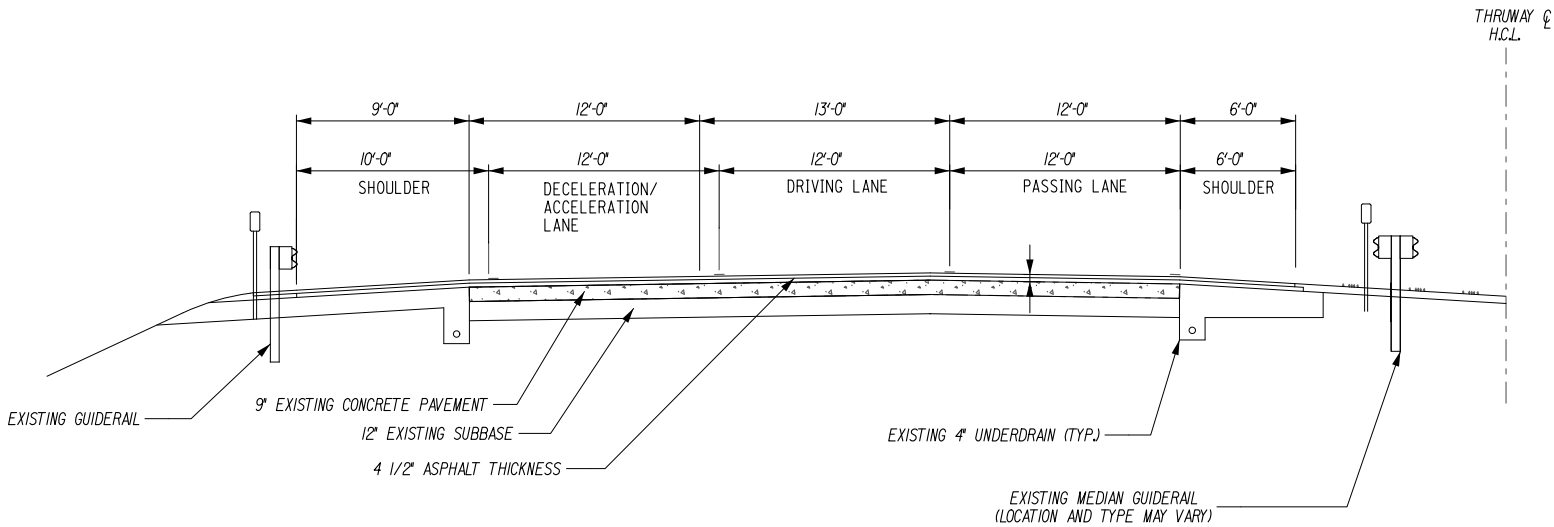 THRUWAY ℄
H.C.L.
9'-0" 12'-0" 13'-0" 12'-0" 6'-0"
10'-0" 12'-0" 12'-0" 12'-0" 6'-0"
SHOULDER
DECELERATION/
ACCELERATION
LANE
DRIVING LANE
PASSING LANE
SHOULDER
EXISTING GUIDERAIL
9" EXISTING CONCRETE PAVEMENT
12" EXISTING SUBBASE
4 1/2" ASPHALT THICKNESS
EXISTING 4" UNDERDRAIN (TYP.)
EXISTING MEDIAN GUIDERAIL
(LOCATION AND TYPE MAY VARY)